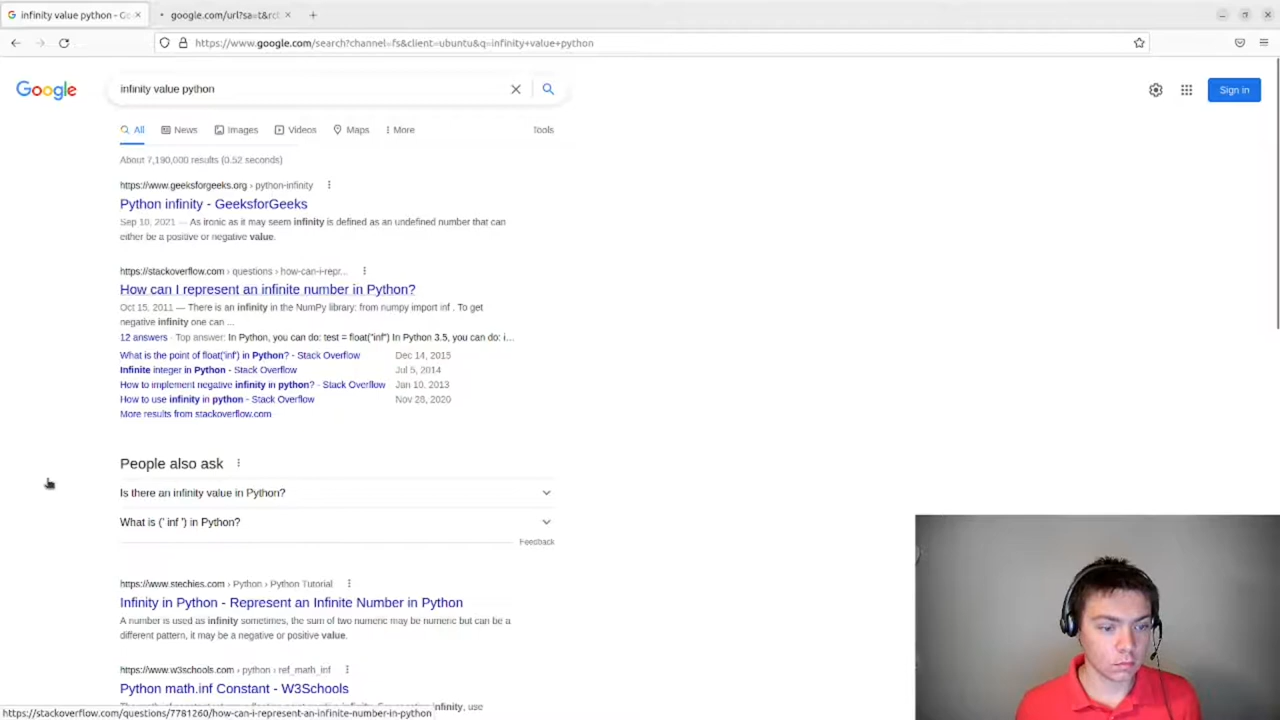 infinity value python - Go
google.com/url?sa=t&rcl
https://www.google.com/search?channel=fs&client=ubuntu&q=infinity+value+python
Google
infinity value python
Sign in
All
News
Images
Videos
Maps
More
Tools
About 7,190,000 results (0.52 seconds)
https://www.geeksforgeeks.org › python-infinity
Python infinity - GeeksforGeeks
Sep 10, 2021 — As ironic as it may seem infinity is defined as an undefined number that can
either be a positive or negative value.
https://stackoverflow.com › questions › how-can-i-repr...
How can I represent an infinite number in Python?
Oct 15, 2011 — There is an infinity in the NumPy library: from numpy import inf . To get
negative infinity one can ...
12 answers · Top answer: In Python, you can do: test = float("inf") In Python 3.5, you can do: i...
What is the point of float('inf') in Python? - Stack Overflow Dec 14, 2015
Infinite integer in Python - Stack Overflow Jul 5, 2014
How to implement negative infinity in python? - Stack Overflow Jan 10, 2013
How to use infinity in python - Stack Overflow Nov 28, 2020
More results from stackoverflow.com
People also ask
Is there an infinity value in Python?
What is (' inf ') in Python?
Feedback
https://www.stechies.com › Python › Python Tutorial
Infinity in Python - Represent an Infinite Number in Python
A number is used as infinity sometimes, the sum of two numeric may be numeric but can be a
different pattern, it may be a negative or positive value.
https://www.w3schools.com › python › ref_math_inf
Python math.inf Constant - W3Schools
infinity, use
https://stackoverflow.com/questions/7781260/how-can-i-represent-an-infinite-number-in-python